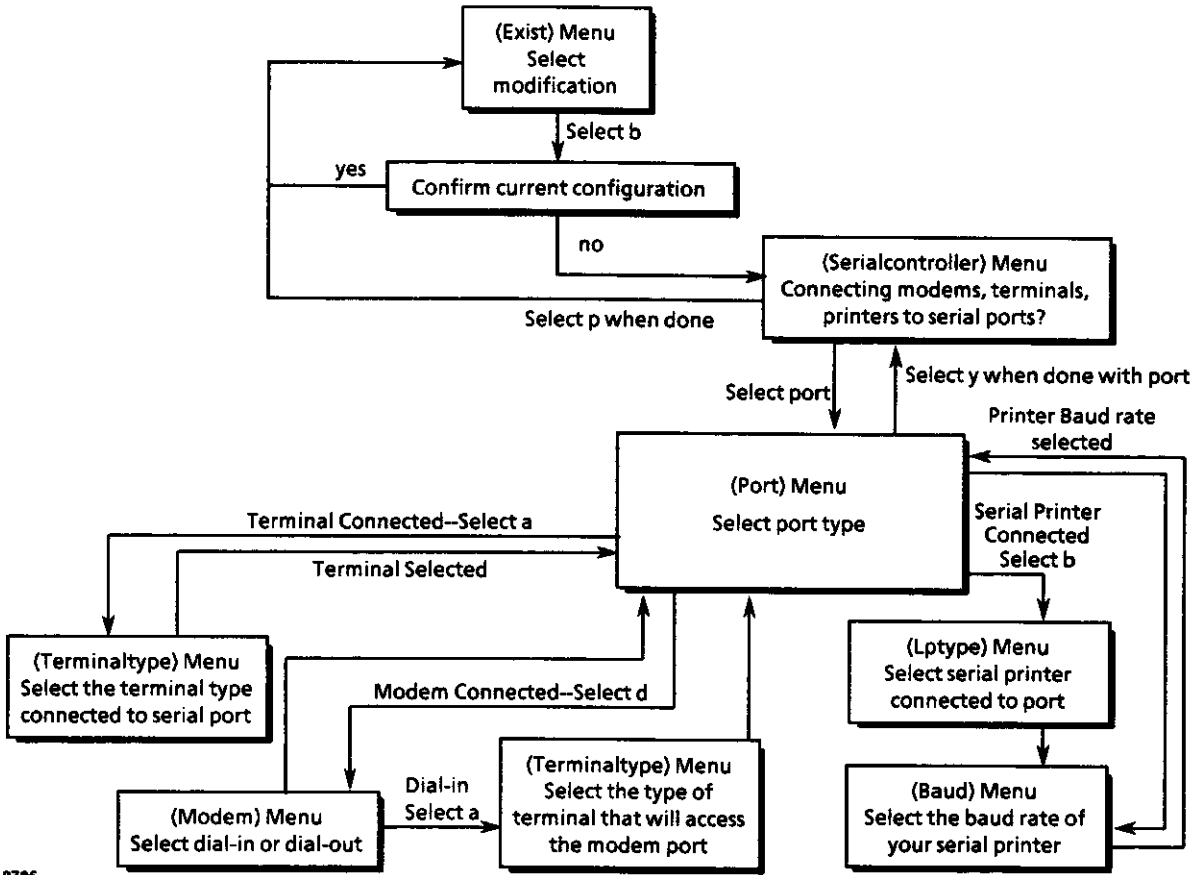 (Exist) Menu
Select
modification
Select b
yes
Confirm current configuration
no
(Serialcontroller) Menu
Connecting modems, terminals,
printers to serial ports?
Select p when done
Select port
Select y when done with port
Printer Baud rate
selected
(Port) Menu
Select port type
Terminal Connected--Select a
Terminal Selected
Serial Printer
Connected
Select b
(Terminaltype) Menu
Select the terminal type
connected to serial port
Modem Connected--Select d
(Lptype) Menu
Select serial printer
connected to port
Dial-in
Select a
(Modem) Menu
Select dial-in or dial-out
(Terminaltype) Menu
Select the type of
terminal that will access
the modem port
(Baud) Menu
Select the baud rate of
your serial printer